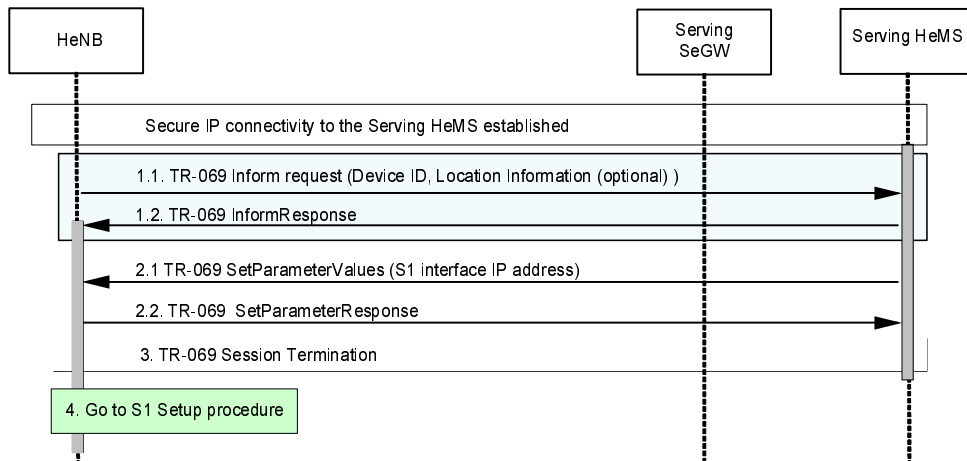 HeNB
Serving
SeGW
Serving HeMS
Secure IP connectivity to the Serving HeMS established
1.1. TR-069 Inform request (Device ID, Location Information (optional) )
1.2. TR-069 InformResponse
2.1 TR-069 SetParameterValues (S1 interface IP address)
2.2. TR-069 SetParameterResponse
3. TR-069 Session Termination
4. Go to S1 Setup procedure